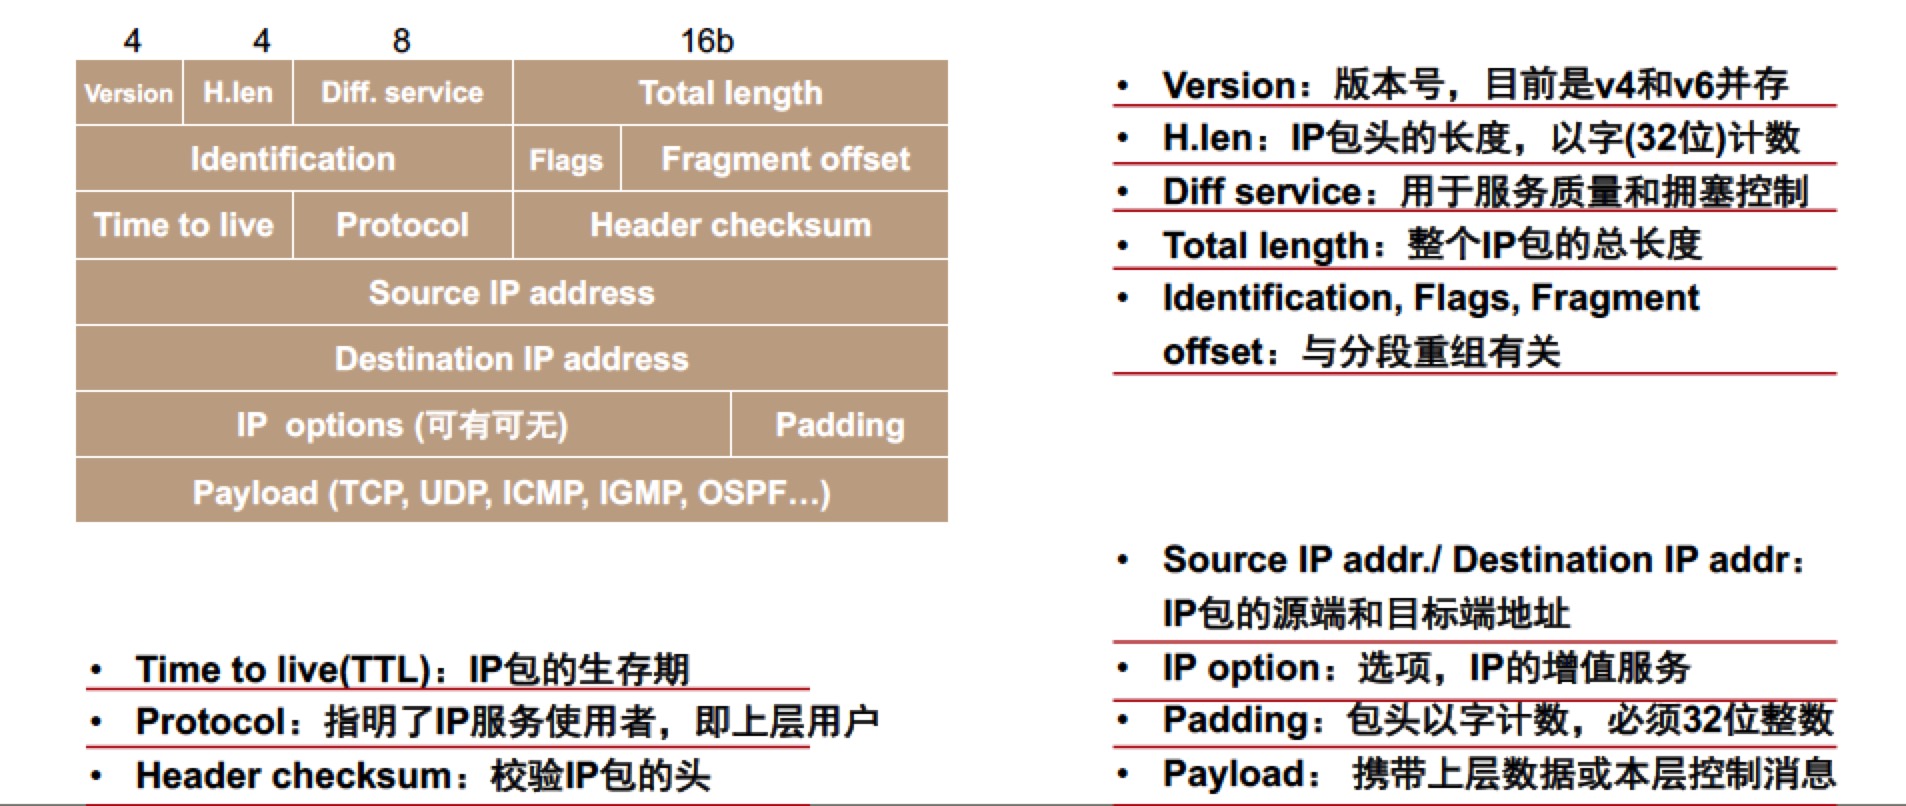 4 4 8 16b
Version H.len Diff. service Total length
Identification Flags Fragment offset
Time to live Protocol Header checksum
Source IP address
Destination IP address
IP options (可有可无) Padding
Payload (TCP, UDP, ICMP, IGMP, OSPF…)
• Time to live(TTL)：IP包的生存期
• Protocol：指明了IP服务使用者，即上层用户
• Header checksum：校验IP包的头
• Version：版本号，目前是v4和v6并存
• H.len：IP包头的长度，以字(32位)计数
• Diff service：用于服务质量和拥塞控制
• Total length：整个IP包的总长度
• Identification, Flags, Fragment
offset：与分段重组有关
• Source IP addr./ Destination IP addr：
IP包的源端和目标端地址
• IP option：选项，IP的增值服务
• Padding：包头以字计数，必须32位整数
• Payload： 携带上层数据或本层控制消息